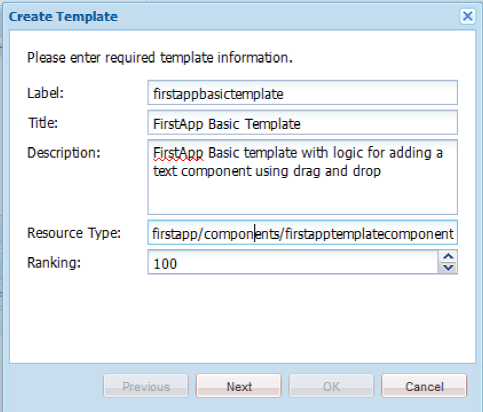 Create Template
Please enter required template information.
Label: firstappbasictemplate
Title: FirstApp Basic Template
Description: FirstApp Basic template with logic for adding a
text component using drag and drop
Resource Type: firstapp/components/firstapptemplatecomponent
Ranking: 100
Previous Next OK Cancel